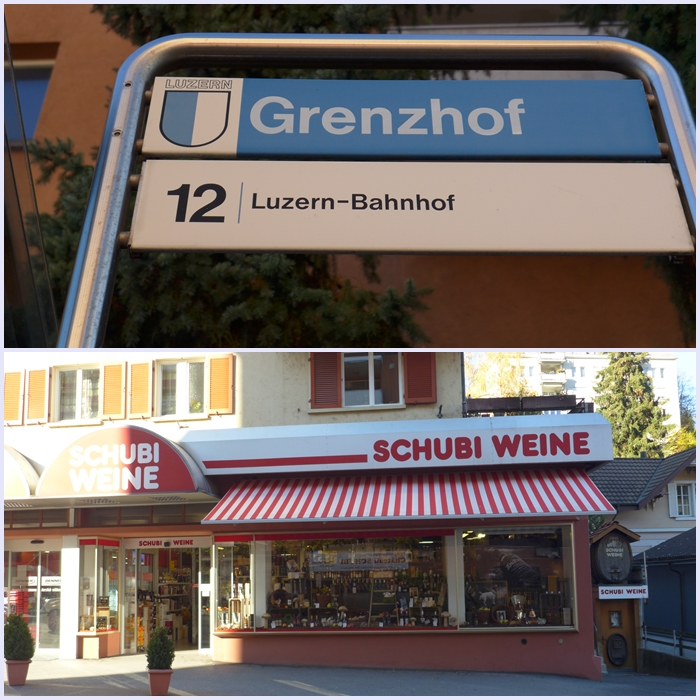 LUZERN
Grenzhof
12 Luzern-Bahnhof
SCHUBI
WEINE
SCHUBI WEINE
SCHUBI WEINE
SCHUBI
WEINE
SCHUBI WEINE